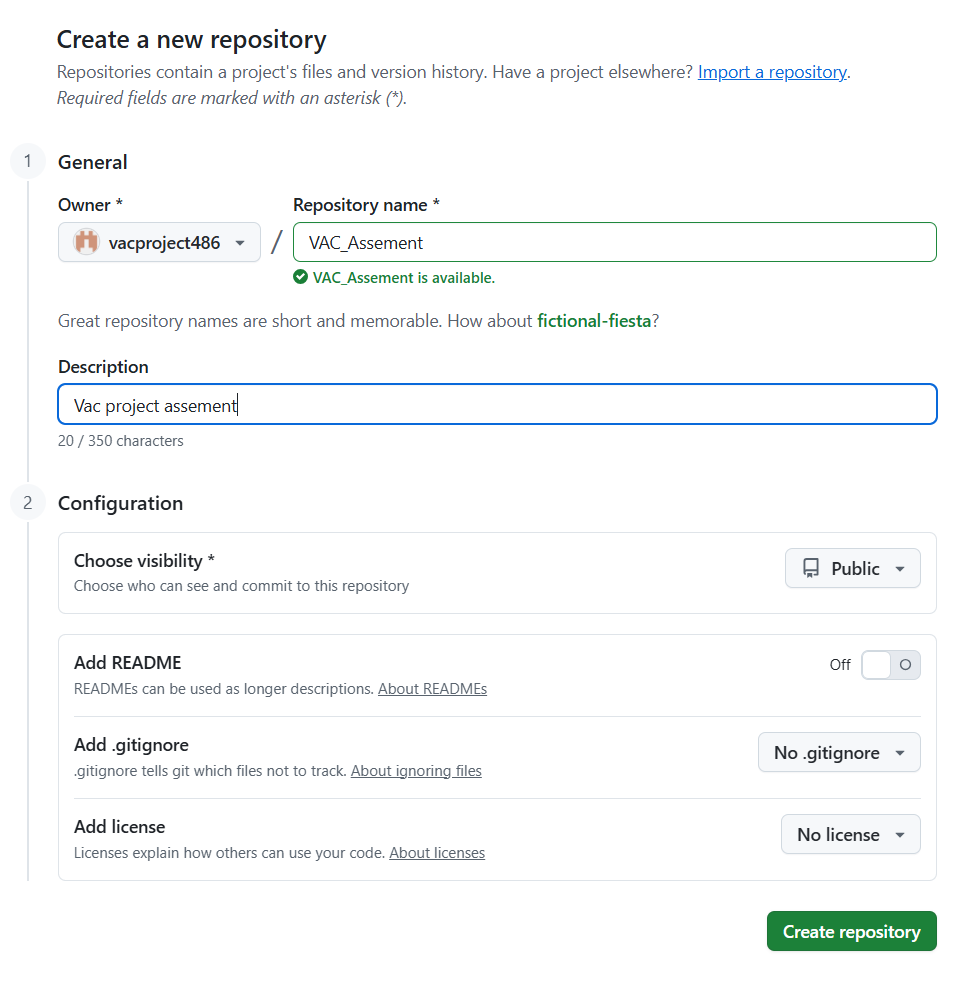 Create a new repository
Repositories contain a project's files and version history. Have a project elsewhere? Import a repository.
Required fields are marked with an asterisk (*).
1 General
Owner * Repository name *
vacproject486 / VAC_Assement
VAC_Assement is available.
Great repository names are short and memorable. How about fictional-fiesta?
Description
Vac project assement
20 / 350 characters
2 Configuration
Choose visibility * Public
Choose who can see and commit to this repository
Add README Off
READMEs can be used as longer descriptions. About READMEs
Add .gitignore No .gitignore
.gitignore tells git which files not to track. About ignoring files
Add license No license
Licenses explain how others can use your code. About licenses
Create repository